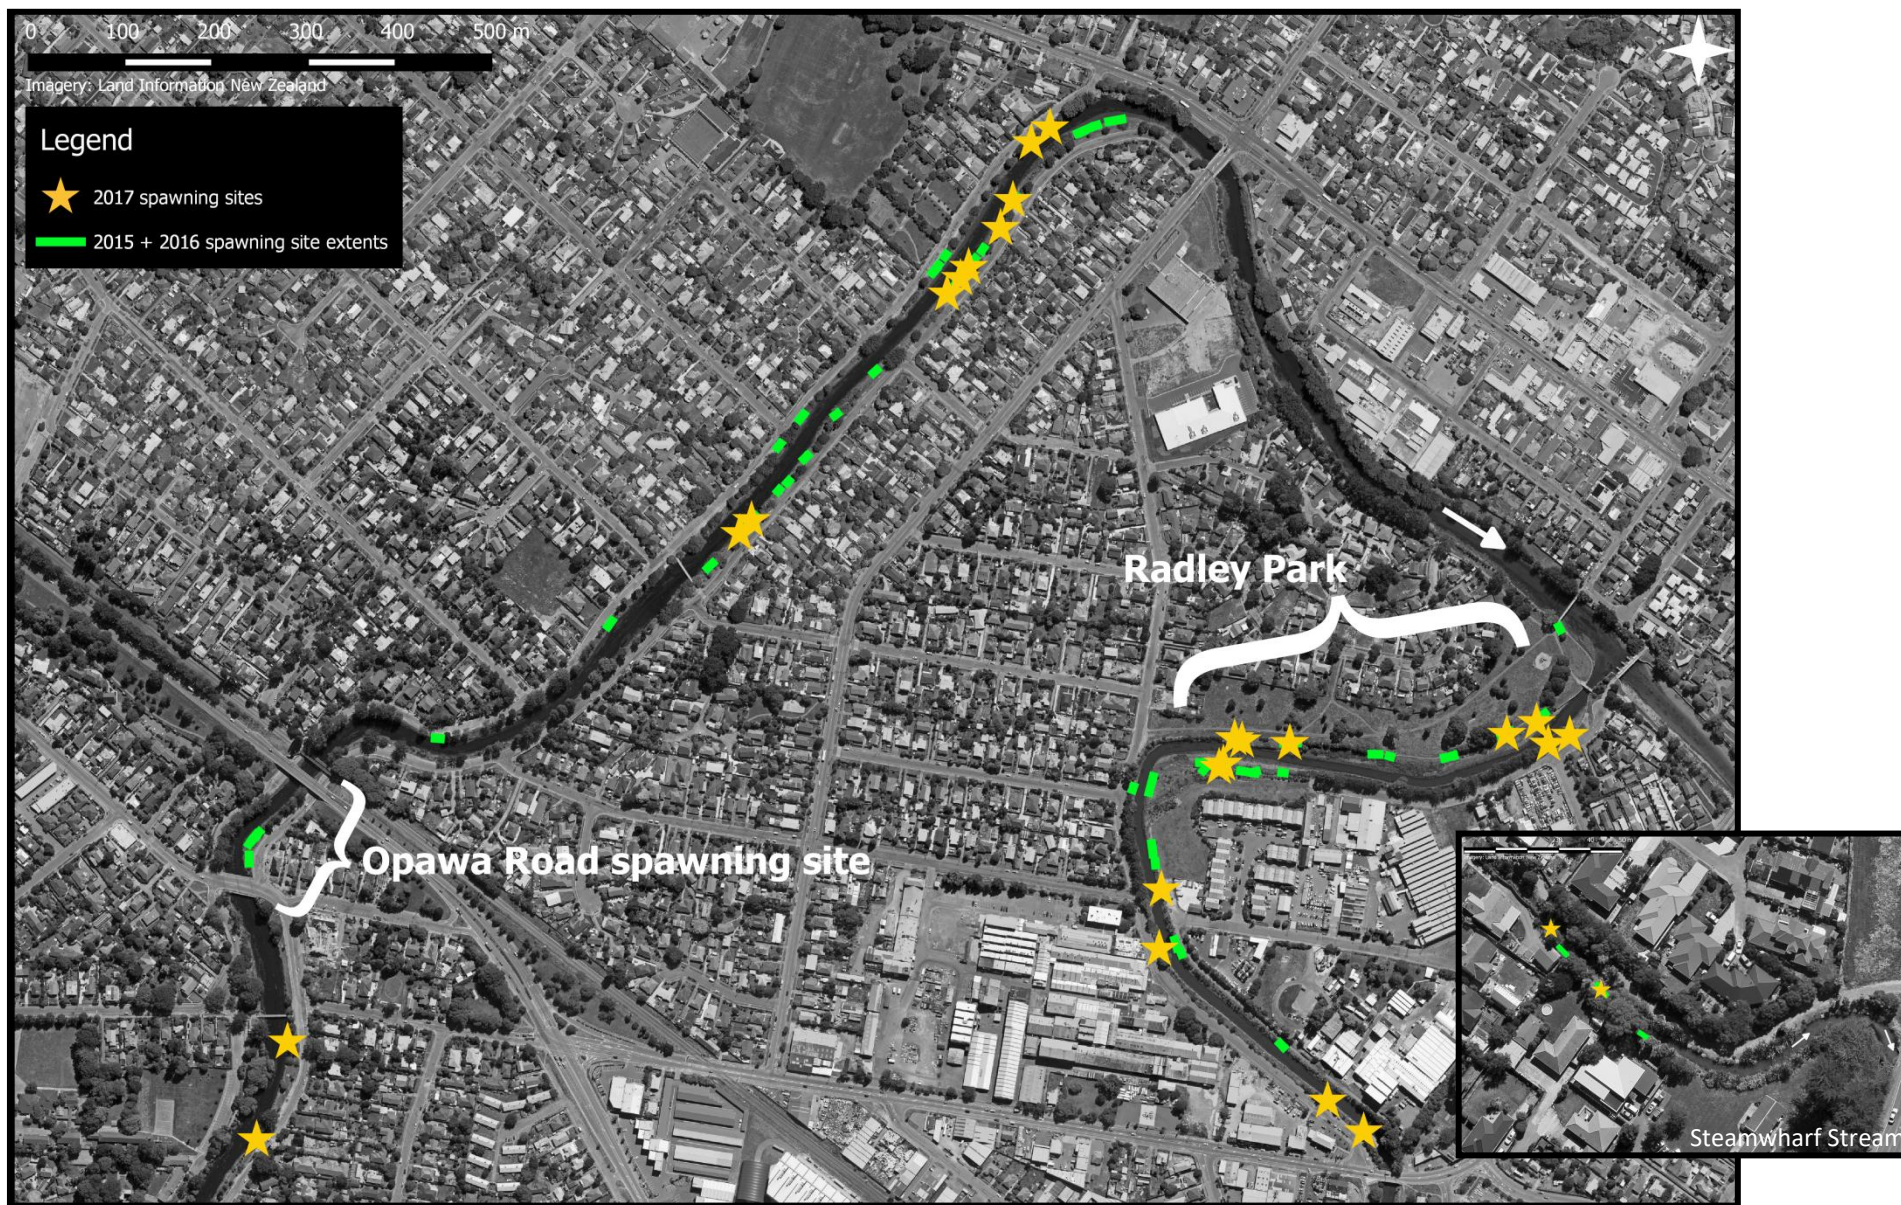 0 100 200 300 400 500 m
Imagery: Land Information New Zealand
Legend
2017 spawning sites
2015 + 2016 spawning site extents
Radley Park
Opawa Road spawning site
Steamwharf Stream